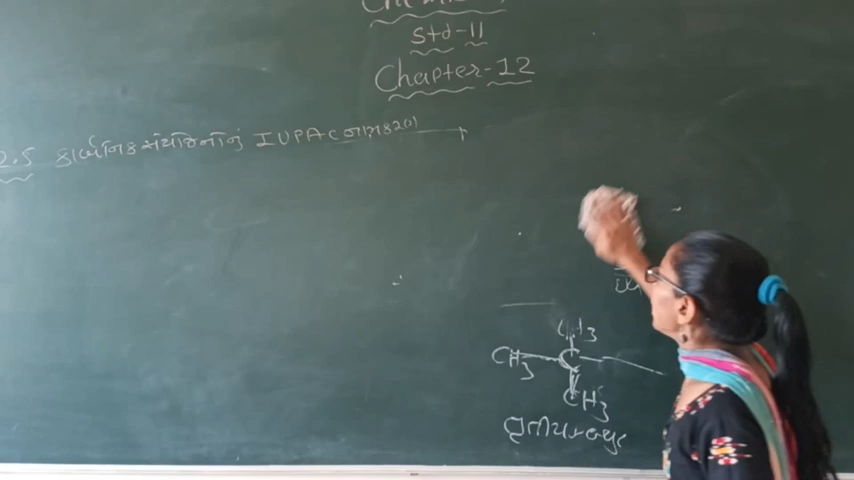 Std-11
Chapter-12
2.5 કાર્બનિક સંયોજનોનું IUPAC નામકરણ
CH3
CH3 C
CH3